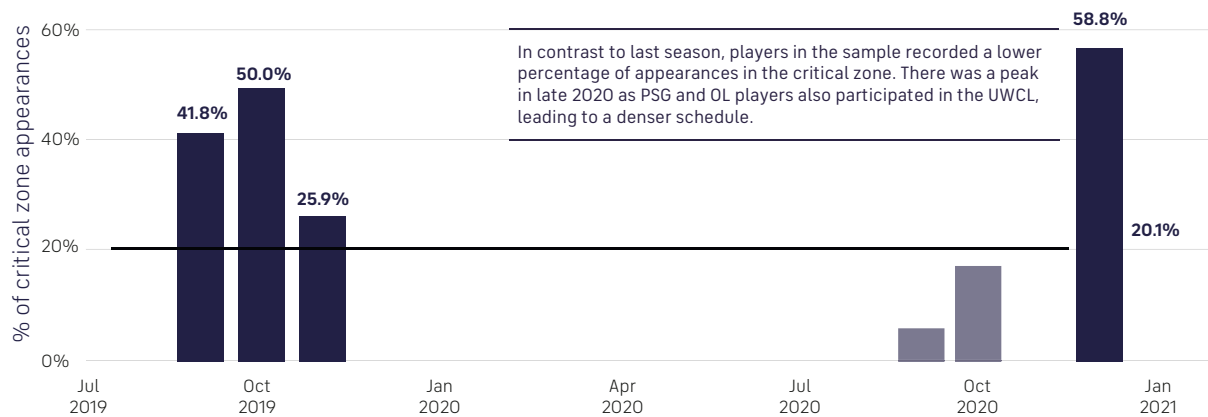 % of critical zone appearances
60%
40%
20%
0%
41.8%
50.0%
25.9%
In contrast to last season, players in the sample recorded a lower
percentage of appearances in the critical zone. There was a peak
in late 2020 as PSG and OL players also participated in the UWCL,
leading to a denser schedule.
58.8%
20.1%
Jul
2019
Oct
2019
Jan
2020
Apr
2020
Jul
2020
Oct
2020
Jan
2021